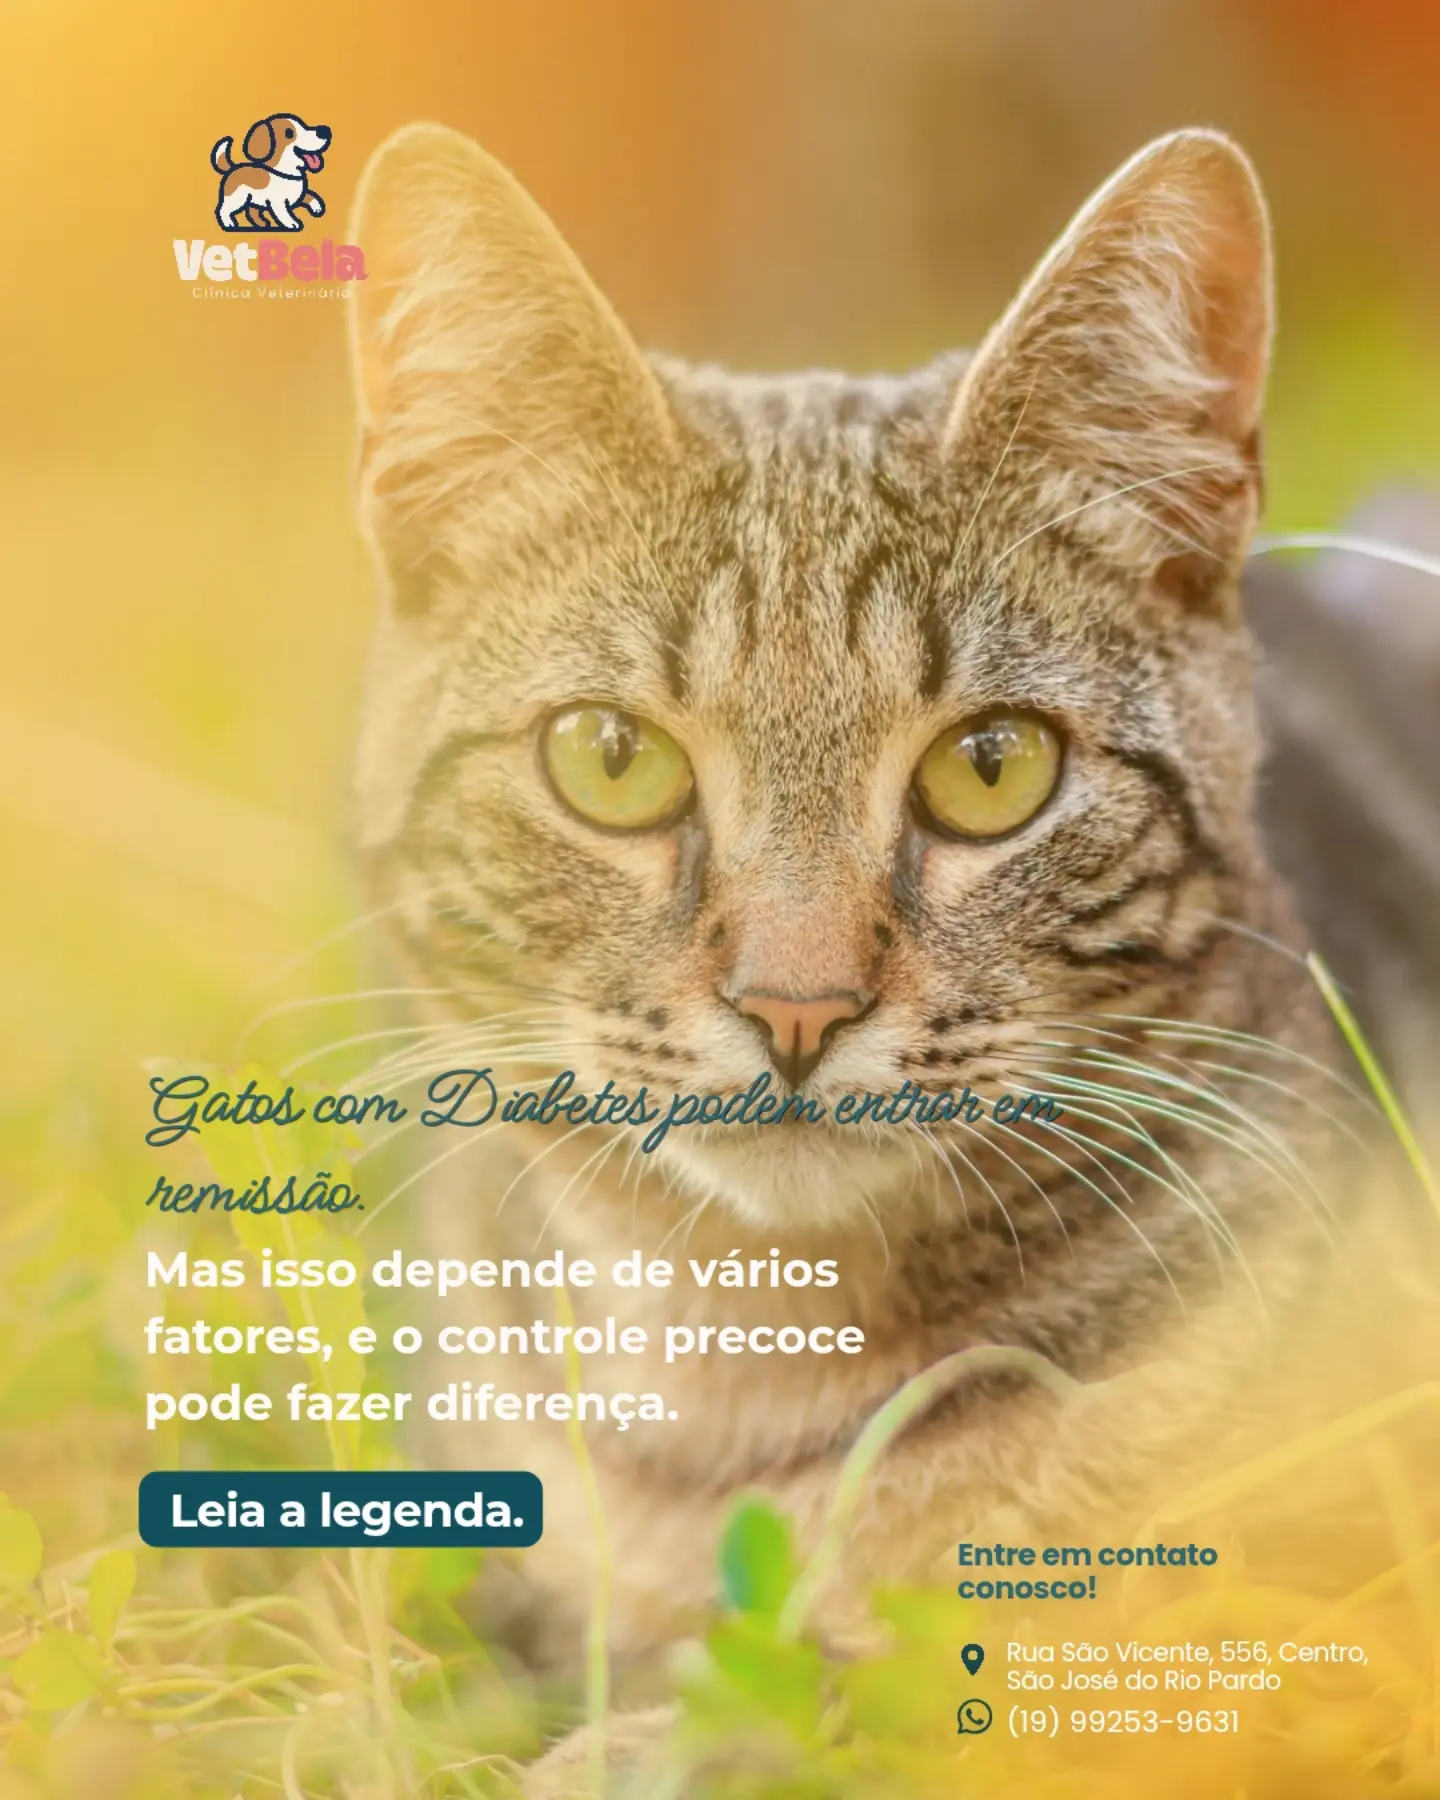 VetBela
Clínica Veterinária
Gatos com Diabetes podem entrar em
remissão.
Mas isso depende de vários
fatores, e o controle precoce
pode fazer diferença.
Leia a legenda.
Entre em contato
conosco!
Rua São Vicente, 556, Centro,
São José do Rio Pardo
(19) 99253-9631